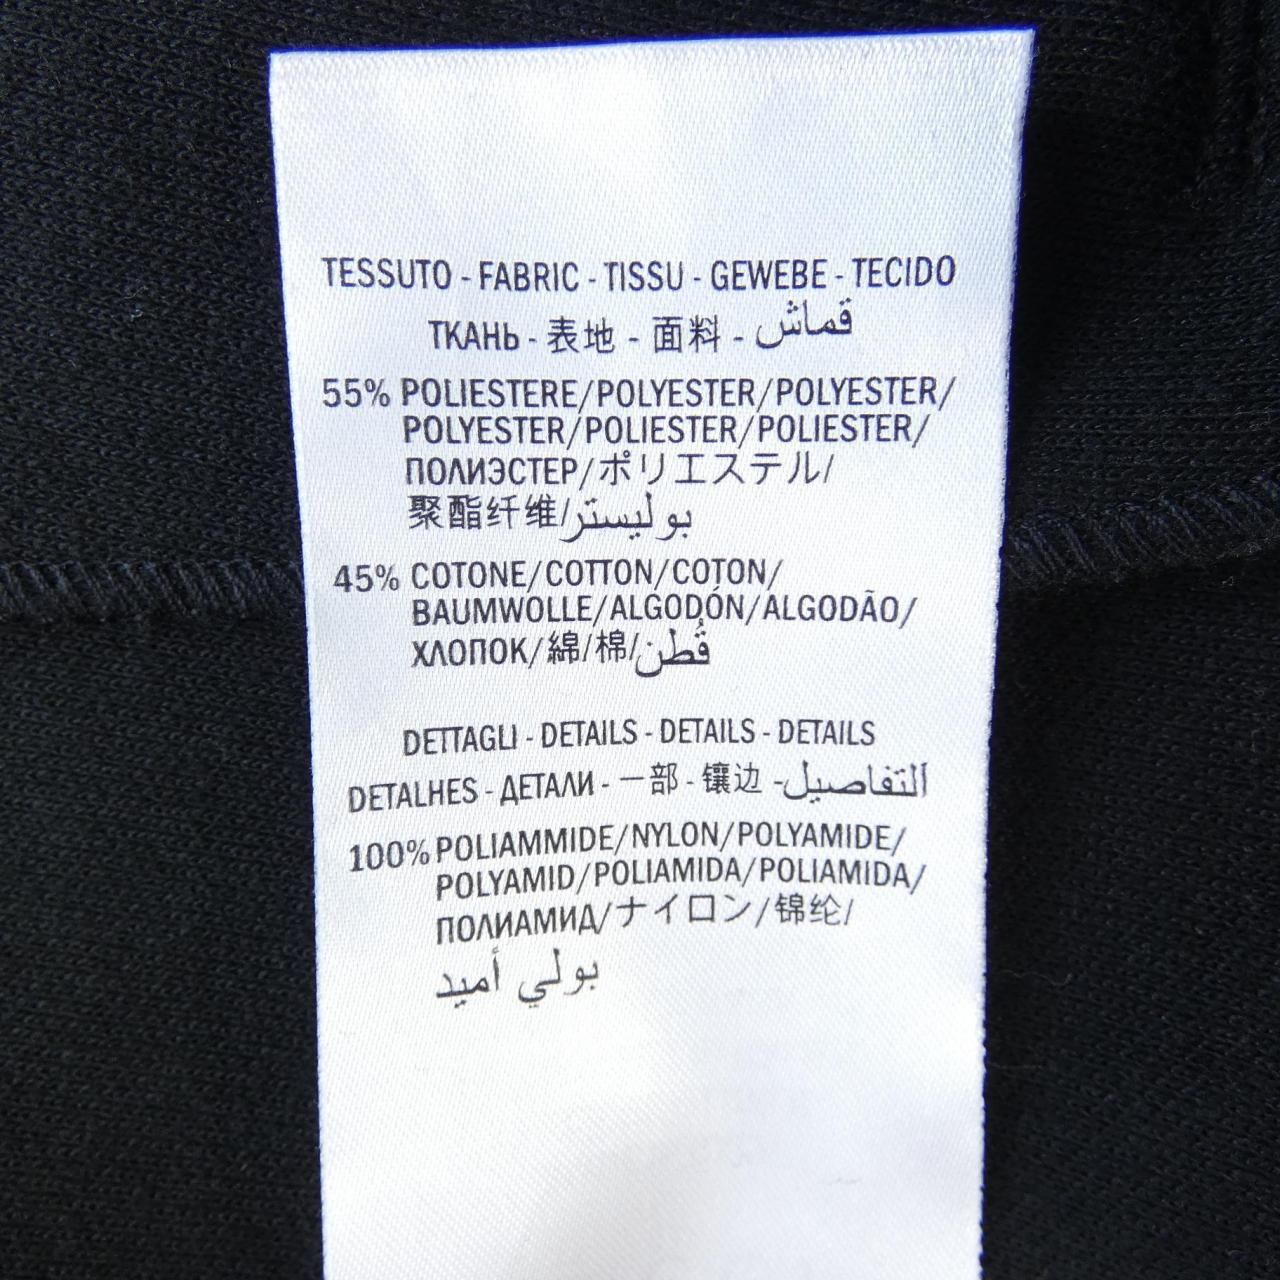 TESSUTO - FABRIC - TISSU - GEWEBE - TECIDO
ТКАНЬ - 表地 - 面料 - قماش
55% POLIESTERE/POLYESTER/POLYESTER/
POLYESTER/POLIESTER/POLIESTER/
ПОЛИЭСТЕР/ポリエステル/
聚酯纤维/بوليستر
45% COTONE/COTTON/COTON/
BAUMWOLLE/ALGODÓN/ALGODÃO/
ХЛОПОК/綿/棉/قُطن
DETTAGLI - DETAILS - DETAILS - DETAILS
DETALHES - ДЕТАЛИ - 一部 - 镶边 - التفاصيل
100% POLIAMMIDE/NYLON/POLYAMIDE/
POLYAMID/POLIAMIDA/POLIAMIDA/
ПОЛИАМИД/ナイロン/锦纶/
بولي أميد